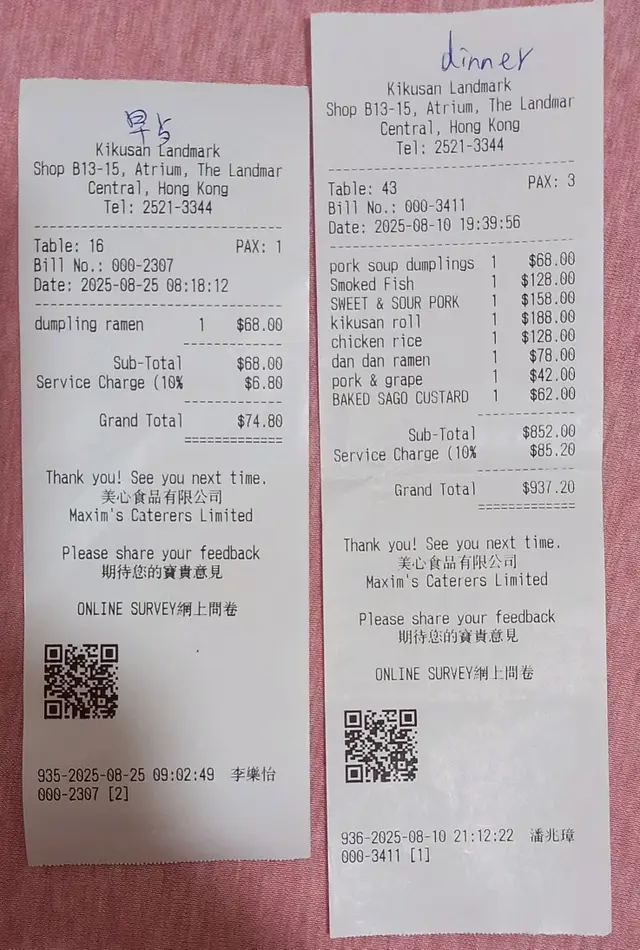 早点
Kikusan Landmark
Shop B13-15, Atrium, The Landmar
Central, Hong Kong
Tel: 2521-3344
Table: 16 PAX: 1
Bill No.: 000-2307
Date: 2025-08-25 08:18:12
dumpling ramen 1 $68.00
Sub-Total $68.00
Service Charge (10% $6.80
Grand Total $74.80
Thank you! See you next time.
美心食品有限公司
Maxim's Caterers Limited
Please share your feedback
期待您的寶貴意見
ONLINE SURVEY網上問卷
935-2025-08-25 09:02:49 李樂怡
000-2307 [2]
dinner
Kikusan Landmark
Shop B13-15, Atrium, The Landmar
Central, Hong Kong
Tel: 2521-3344
Table: 43 PAX: 3
Bill No.: 000-3411
Date: 2025-08-10 19:39:56
pork soup dumplings 1 $68.00
Smoked Fish 1 $128.00
SWEET & SOUR PORK 1 $158.00
kikusan roll 1 $188.00
chicken rice 1 $128.00
dan dan ramen 1 $78.00
pork & grape 1 $42.00
BAKED SAGO CUSTARD 1 $62.00
Sub-Total $852.00
Service Charge (10% $85.20
Grand Total $937.20
Thank you! See you next time.
美心食品有限公司
Maxim's Caterers Limited
Please share your feedback
期待您的寶貴意見
ONLINE SURVEY網上問卷
936-2025-08-10 21:12:22 潘兆璋
000-3411 [1]